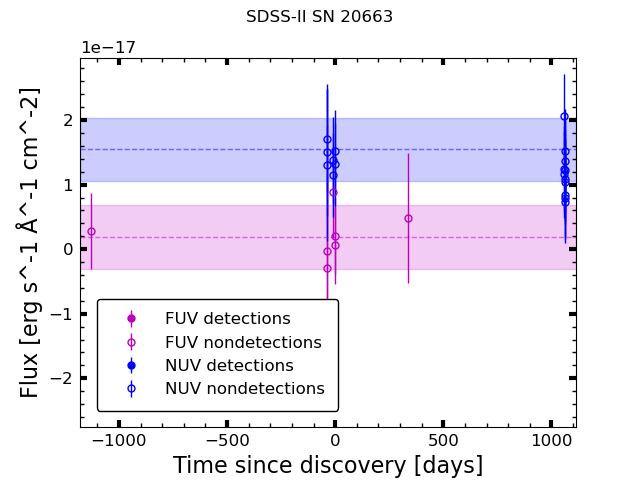 SDSS-II SN 20663
1e−17
Flux [erg s^-1 Å^-1 cm^-2]
2
1
0
−1
−2
FUV detections
FUV nondetections
NUV detections
NUV nondetections
−1000 −500 0 500 1000
Time since discovery [days]